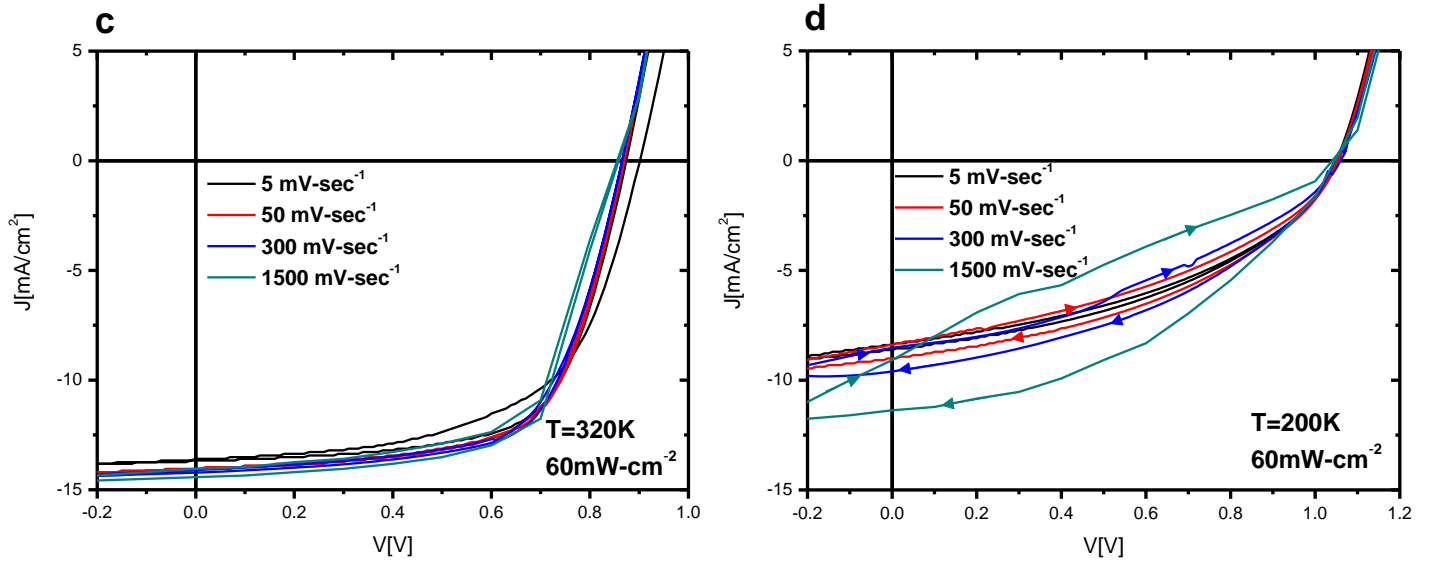 c
5
0
-5
-10
-15
J[mA/cm²]
5 mV-sec⁻¹
50 mV-sec⁻¹
300 mV-sec⁻¹
1500 mV-sec⁻¹
T=320K
60mW-cm⁻²
-0.2 0.0 0.2 0.4 0.6 0.8 1.0
V[V]
d
5
0
-5
-10
-15
J[mA/cm²]
5 mV-sec⁻¹
50 mV-sec⁻¹
300 mV-sec⁻¹
1500 mV-sec⁻¹
T=200K
60mW-cm⁻²
-0.2 0.0 0.2 0.4 0.6 0.8 1.0 1.2
V[V]